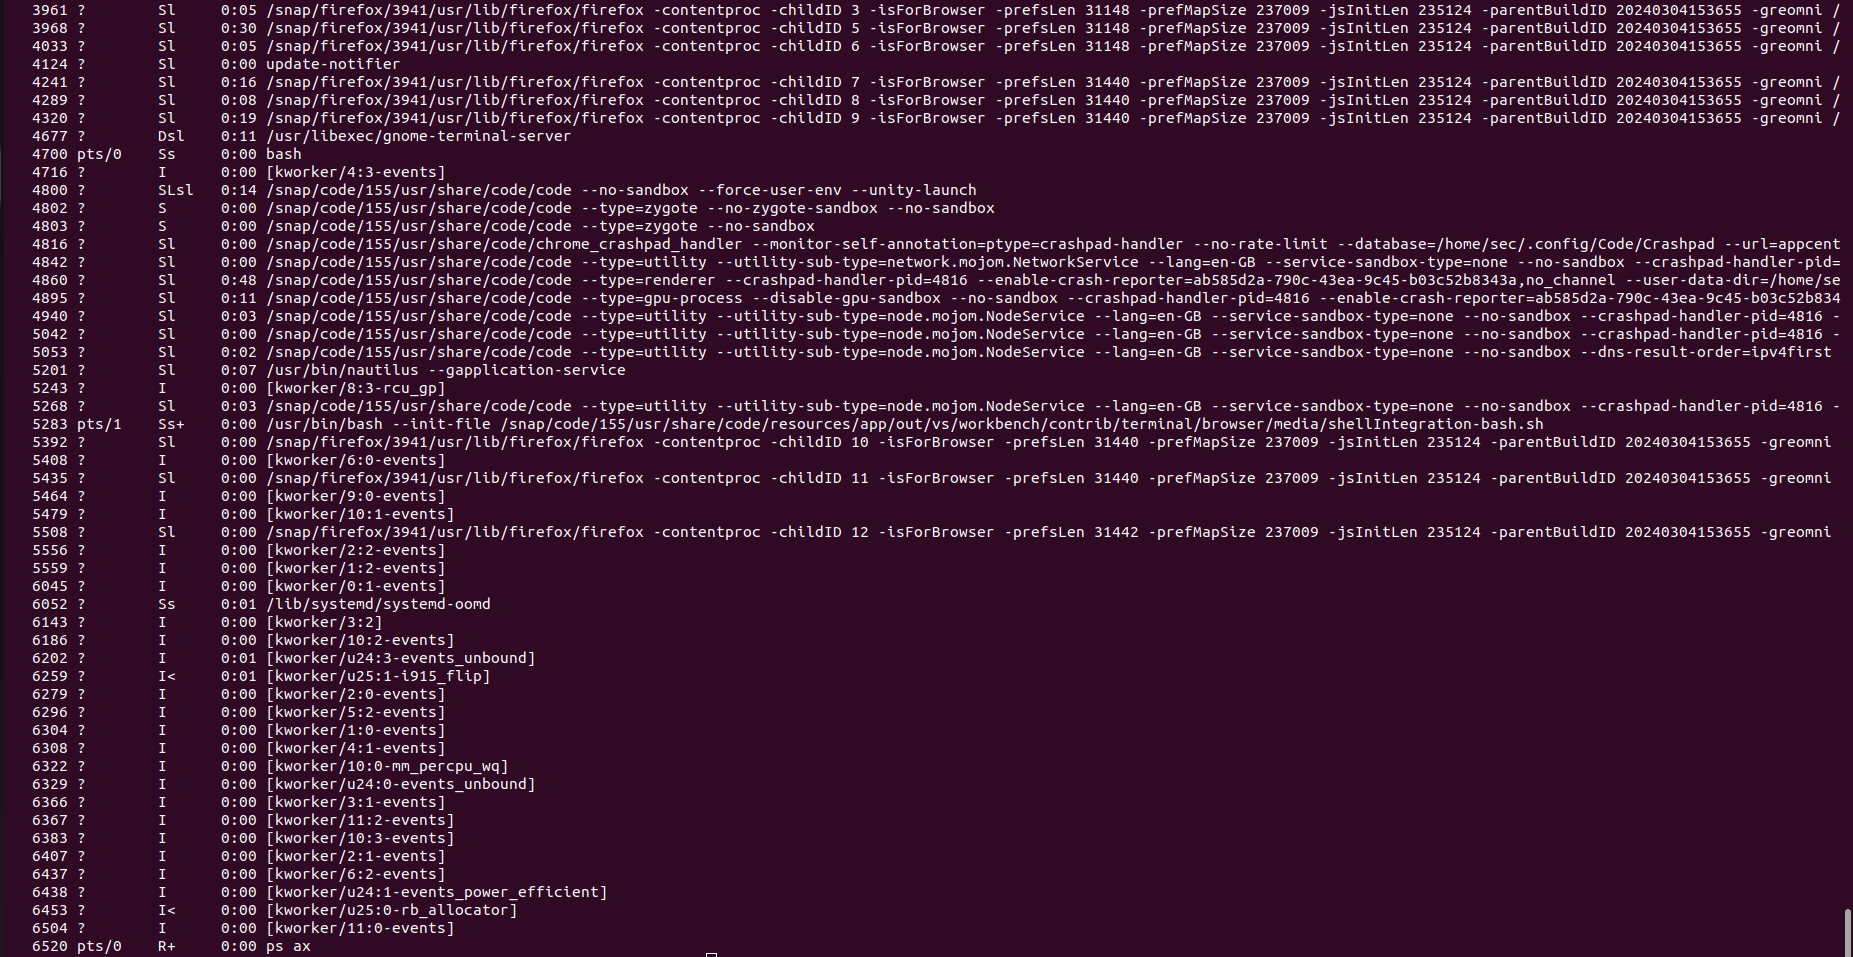 3961 ? Sl 0:05 /snap/firefox/3941/usr/lib/firefox/firefox -contentproc -childID 3 -isForBrowser -prefsLen 31148 -prefMapSize 237009 -jsInitLen 235124 -parentBuildID 20240304153655 -greomni /
3968 ? Sl 0:30 /snap/firefox/3941/usr/lib/firefox/firefox -contentproc -childID 5 -isForBrowser -prefsLen 31148 -prefMapSize 237009 -jsInitLen 235124 -parentBuildID 20240304153655 -greomni /
4033 ? Sl 0:05 /snap/firefox/3941/usr/lib/firefox/firefox -contentproc -childID 6 -isForBrowser -prefsLen 31148 -prefMapSize 237009 -jsInitLen 235124 -parentBuildID 20240304153655 -greomni /
4124 ? Sl 0:00 update-notifier
4241 ? Sl 0:16 /snap/firefox/3941/usr/lib/firefox/firefox -contentproc -childID 7 -isForBrowser -prefsLen 31440 -prefMapSize 237009 -jsInitLen 235124 -parentBuildID 20240304153655 -greomni /
4289 ? Sl 0:08 /snap/firefox/3941/usr/lib/firefox/firefox -contentproc -childID 8 -isForBrowser -prefsLen 31440 -prefMapSize 237009 -jsInitLen 235124 -parentBuildID 20240304153655 -greomni /
4320 ? Sl 0:19 /snap/firefox/3941/usr/lib/firefox/firefox -contentproc -childID 9 -isForBrowser -prefsLen 31440 -prefMapSize 237009 -jsInitLen 235124 -parentBuildID 20240304153655 -greomni /
4677 ? Dsl 0:11 /usr/libexec/gnome-terminal-server
4700 pts/0 Ss 0:00 bash
4716 ? I 0:00 [kworker/4:3-events]
4800 ? SLsl 0:14 /snap/code/155/usr/share/code/code --no-sandbox --force-user-env --unity-launch
4802 ? S 0:00 /snap/code/155/usr/share/code/code --type=zygote --no-zygote-sandbox --no-sandbox
4803 ? S 0:00 /snap/code/155/usr/share/code/code --type=zygote --no-sandbox
4816 ? Sl 0:00 /snap/code/155/usr/share/code/chrome_crashpad_handler --monitor-self-annotation=ptype=crashpad-handler --no-rate-limit --database=/home/sec/.config/Code/Crashpad --url=appcent
4842 ? Sl 0:00 /snap/code/155/usr/share/code/code --type=utility --utility-sub-type=network.mojom.NetworkService --lang=en-GB --service-sandbox-type=none --no-sandbox --crashpad-handler-pid=
4860 ? Sl 0:48 /snap/code/155/usr/share/code/code --type=renderer --crashpad-handler-pid=4816 --enable-crash-reporter=ab585d2a-790c-43ea-9c45-b03c52b8343a,no_channel --user-data-dir=/home/se
4895 ? Sl 0:11 /snap/code/155/usr/share/code/code --type=gpu-process --disable-gpu-sandbox --no-sandbox --crashpad-handler-pid=4816 --enable-crash-reporter=ab585d2a-790c-43ea-9c45-b03c52b834
4940 ? Sl 0:03 /snap/code/155/usr/share/code/code --type=utility --utility-sub-type=node.mojom.NodeService --lang=en-GB --service-sandbox-type=none --no-sandbox --crashpad-handler-pid=4816 -
5042 ? Sl 0:00 /snap/code/155/usr/share/code/code --type=utility --utility-sub-type=node.mojom.NodeService --lang=en-GB --service-sandbox-type=none --no-sandbox --crashpad-handler-pid=4816 -
5053 ? Sl 0:02 /snap/code/155/usr/share/code/code --type=utility --utility-sub-type=node.mojom.NodeService --lang=en-GB --service-sandbox-type=none --no-sandbox --dns-result-order=ipv4first
5201 ? Sl 0:07 /usr/bin/nautilus --gapplication-service
5243 ? I 0:00 [kworker/8:3-rcu_gp]
5268 ? Sl 0:03 /snap/code/155/usr/share/code/code --type=utility --utility-sub-type=node.mojom.NodeService --lang=en-GB --service-sandbox-type=none --no-sandbox --crashpad-handler-pid=4816 -
5283 pts/1 Ss+ 0:00 /usr/bin/bash --init-file /snap/code/155/usr/share/code/resources/app/out/vs/workbench/contrib/terminal/browser/media/shellIntegration-bash.sh
5392 ? Sl 0:00 /snap/firefox/3941/usr/lib/firefox/firefox -contentproc -childID 10 -isForBrowser -prefsLen 31440 -prefMapSize 237009 -jsInitLen 235124 -parentBuildID 20240304153655 -greomni
5408 ? I 0:00 [kworker/6:0-events]
5435 ? Sl 0:00 /snap/firefox/3941/usr/lib/firefox/firefox -contentproc -childID 11 -isForBrowser -prefsLen 31440 -prefMapSize 237009 -jsInitLen 235124 -parentBuildID 20240304153655 -greomni
5464 ? I 0:00 [kworker/9:0-events]
5479 ? I 0:00 [kworker/10:1-events]
5508 ? Sl 0:00 /snap/firefox/3941/usr/lib/firefox/firefox -contentproc -childID 12 -isForBrowser -prefsLen 31442 -prefMapSize 237009 -jsInitLen 235124 -parentBuildID 20240304153655 -greomni
5556 ? I 0:00 [kworker/2:2-events]
5559 ? I 0:00 [kworker/1:2-events]
6045 ? I 0:00 [kworker/0:1-events]
6052 ? Ss 0:01 /lib/systemd/systemd-oomd
6143 ? I 0:00 [kworker/3:2]
6186 ? I 0:00 [kworker/10:2-events]
6202 ? I 0:01 [kworker/u24:3-events_unbound]
6259 ? I< 0:01 [kworker/u25:1-i915_flip]
6279 ? I 0:00 [kworker/2:0-events]
6296 ? I 0:00 [kworker/5:2-events]
6304 ? I 0:00 [kworker/1:0-events]
6308 ? I 0:00 [kworker/4:1-events]
6322 ? I 0:00 [kworker/10:0-mm_percpu_wq]
6329 ? I 0:00 [kworker/u24:0-events_unbound]
6366 ? I 0:00 [kworker/3:1-events]
6367 ? I 0:00 [kworker/11:2-events]
6383 ? I 0:00 [kworker/10:3-events]
6407 ? I 0:00 [kworker/2:1-events]
6437 ? I 0:00 [kworker/6:2-events]
6438 ? I 0:00 [kworker/u24:1-events_power_efficient]
6453 ? I< 0:00 [kworker/u25:0-rb_allocator]
6504 ? I 0:00 [kworker/11:0-events]
6520 pts/0 R+ 0:00 ps ax